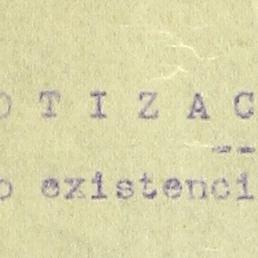 O T I Z A C
--
o existenci